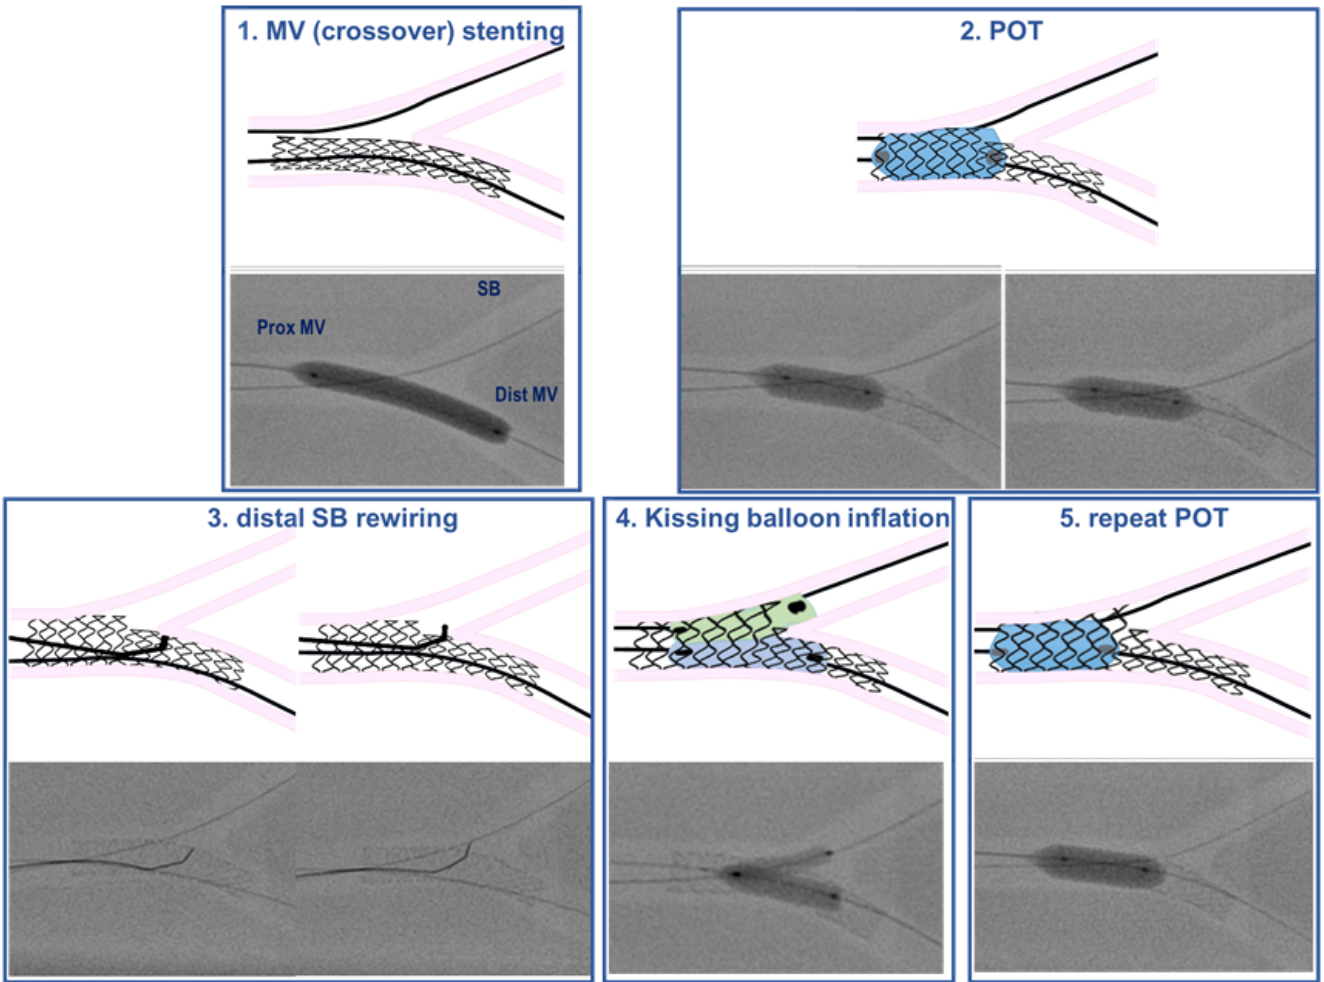 1. MV (crossover) stenting
2. POT
SB
Prox MV
Dist MV
3. distal SB rewiring
4. Kissing balloon inflation
5. repeat POT